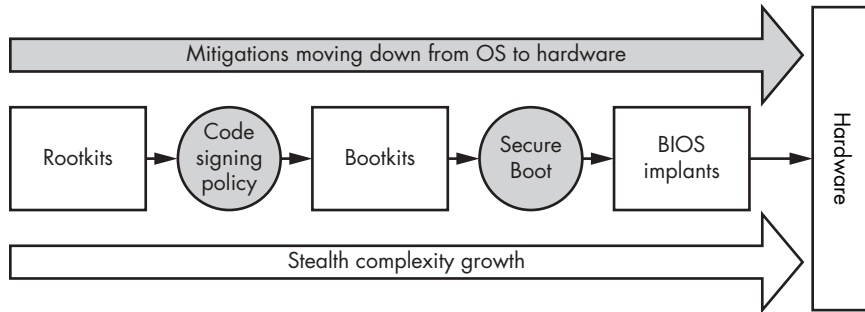 Mitigations moving down from OS to hardware
Rootkits
Code
signing
policy
Bootkits
Secure
Boot
BIOS
implants
Hardware
Stealth complexity growth